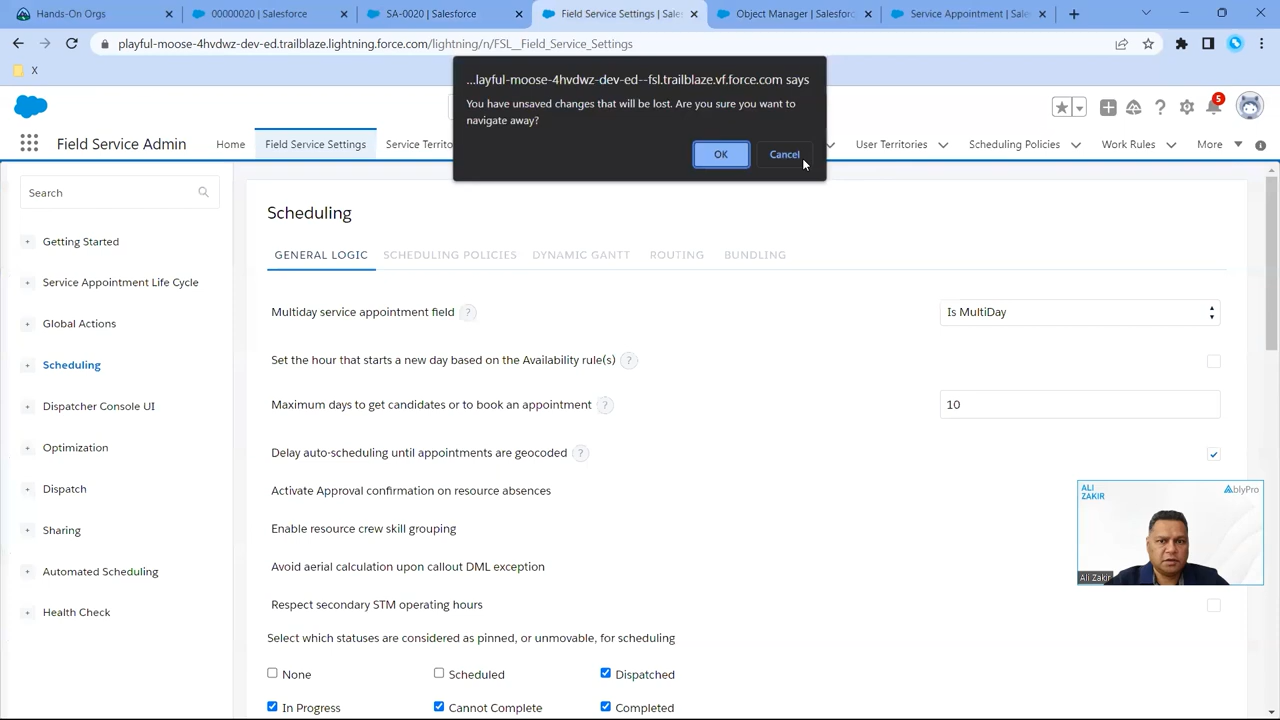 Hands-On Orgs
00000020 | Salesforce
SA-0020 | Salesforce
Field Service Settings | Sales
Object Manager | Salesforc
Service Appointment | Sales
playful-moose-4hvdwz-dev-ed.trailblaze.lightning.force.com/lightning/n/FSL__Field_Service_Settings
X
...layful-moose-4hvdwz-dev-ed--fsl.trailblaze.vf.force.com says
You have unsaved changes that will be lost. Are you sure you want to
navigate away?
OK
Cancel
5
Field Service Admin
Home
Field Service Settings
Service Territo
User Territories
Scheduling Policies
Work Rules
More
Search
Getting Started
Service Appointment Life Cycle
Global Actions
Scheduling
Dispatcher Console UI
Optimization
Dispatch
Sharing
Automated Scheduling
Health Check
Scheduling
GENERAL LOGIC
SCHEDULING POLICIES
DYNAMIC GANTT
ROUTING
BUNDLING
Multiday service appointment field ?
Is MultiDay
Set the hour that starts a new day based on the Availability rule(s) ?
Maximum days to get candidates or to book an appointment ?
10
Delay auto-scheduling until appointments are geocoded ?
Activate Approval confirmation on resource absences
Enable resource crew skill grouping
Avoid aerial calculation upon callout DML exception
Respect secondary STM operating hours
Select which statuses are considered as pinned, or unmovable, for scheduling
None
Scheduled
Dispatched
In Progress
Cannot Complete
Completed
ALI
ZAKIR
AblyPro
Ali Zakir